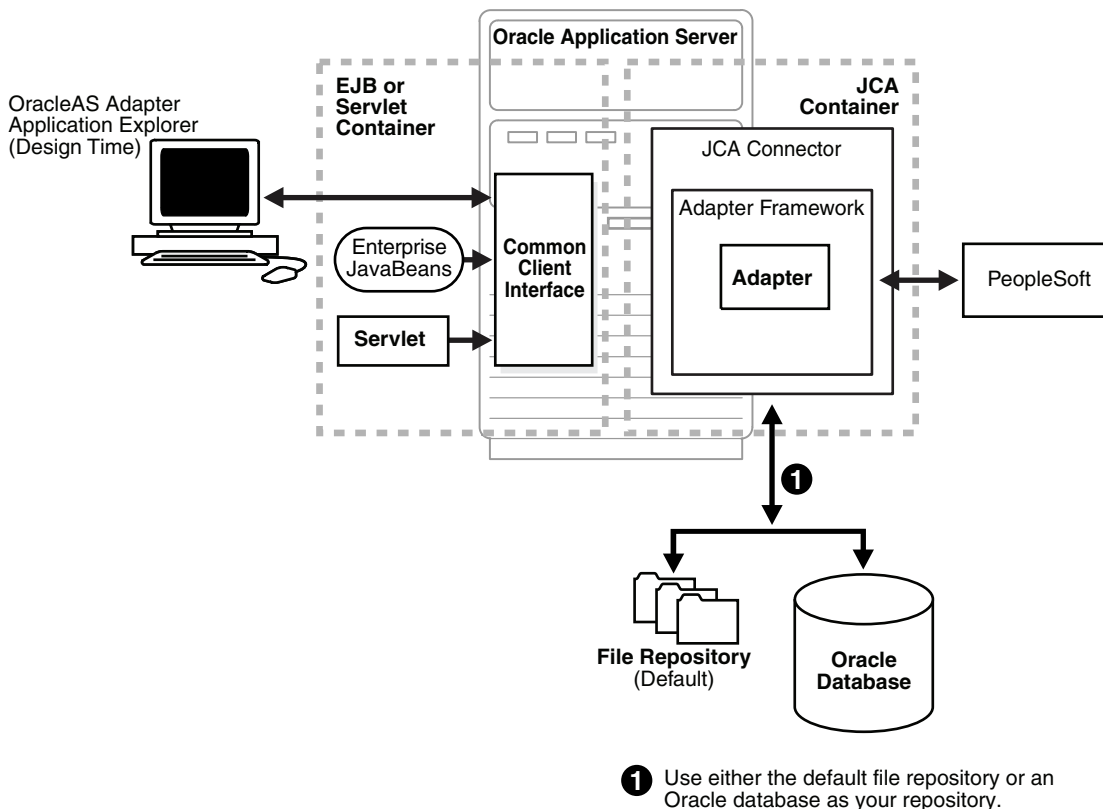 Oracle Application Server
EJB or
Servlet
Container
JCA
Container
OracleAS Adapter
Application Explorer
(Design Time)
JCA Connector
Adapter Framework
Adapter
Enterprise
JavaBeans
Common
Client
Interface
Servlet
PeopleSoft
1
File Repository
(Default)
Oracle
Database
1 Use either the default file repository or an
Oracle database as your repository.